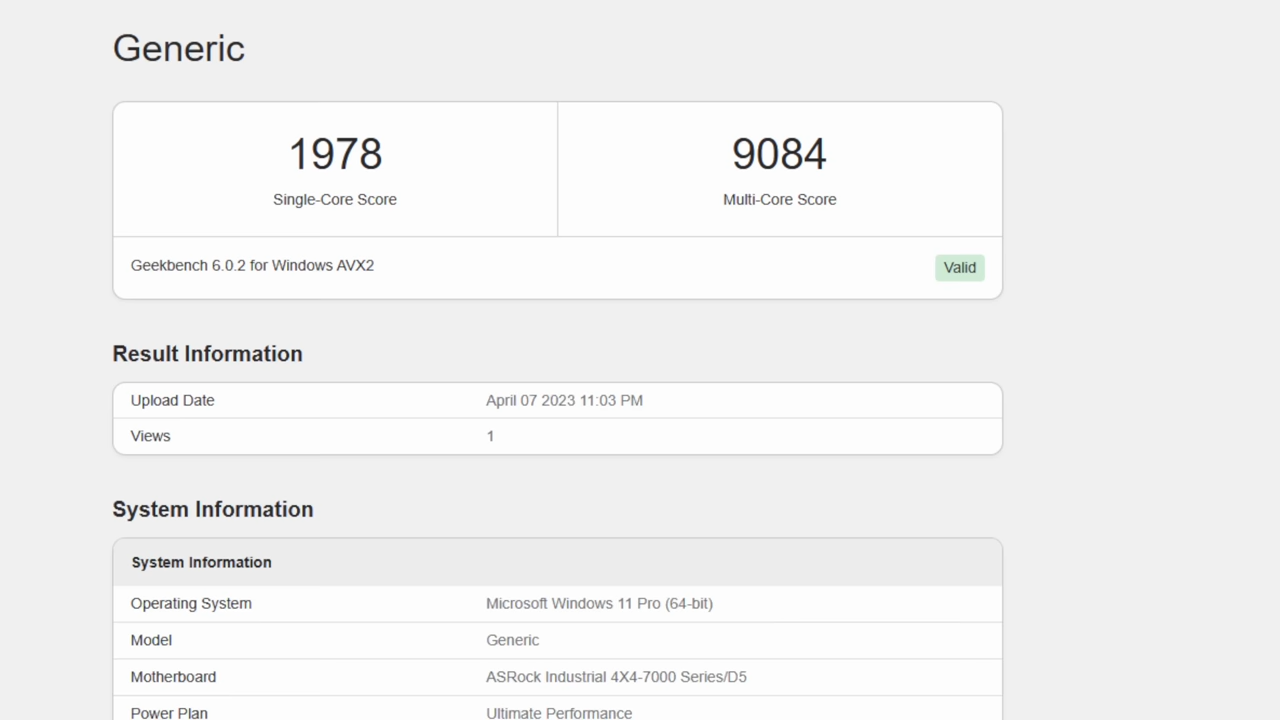 Generic
1978
Single-Core Score
9084
Multi-Core Score
Geekbench 6.0.2 for Windows AVX2
Valid
Result Information
Upload Date April 07 2023 11:03 PM
Views 1
System Information
System Information
Operating System Microsoft Windows 11 Pro (64-bit)
Model Generic
Motherboard ASRock Industrial 4X4-7000 Series/D5
Power Plan Ultimate Performance